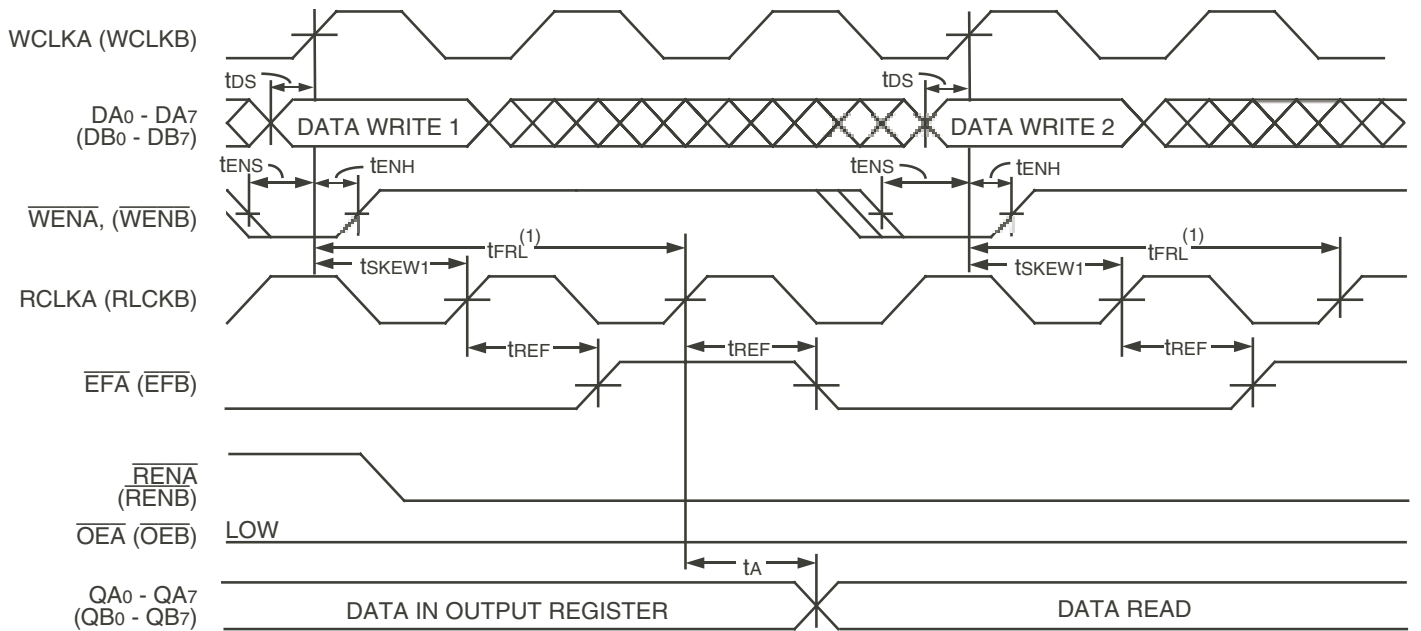 WCLKA (WCLKB)
tDS
tDS
DA0 - DA7
(DB0 - DB7)
DATA WRITE 1
DATA WRITE 2
tENS
tENH
tENS
tENH
WENA, (WENB)
tFRL(1)
tFRL(1)
tSKEW1
tSKEW1
RCLKA (RLCKB)
tREF
tREF
tREF
EFA (EFB)
RENA
(RENB)
OEA (OEB)
LOW
tA
QA0 - QA7
(QB0 - QB7)
DATA IN OUTPUT REGISTER
DATA READ